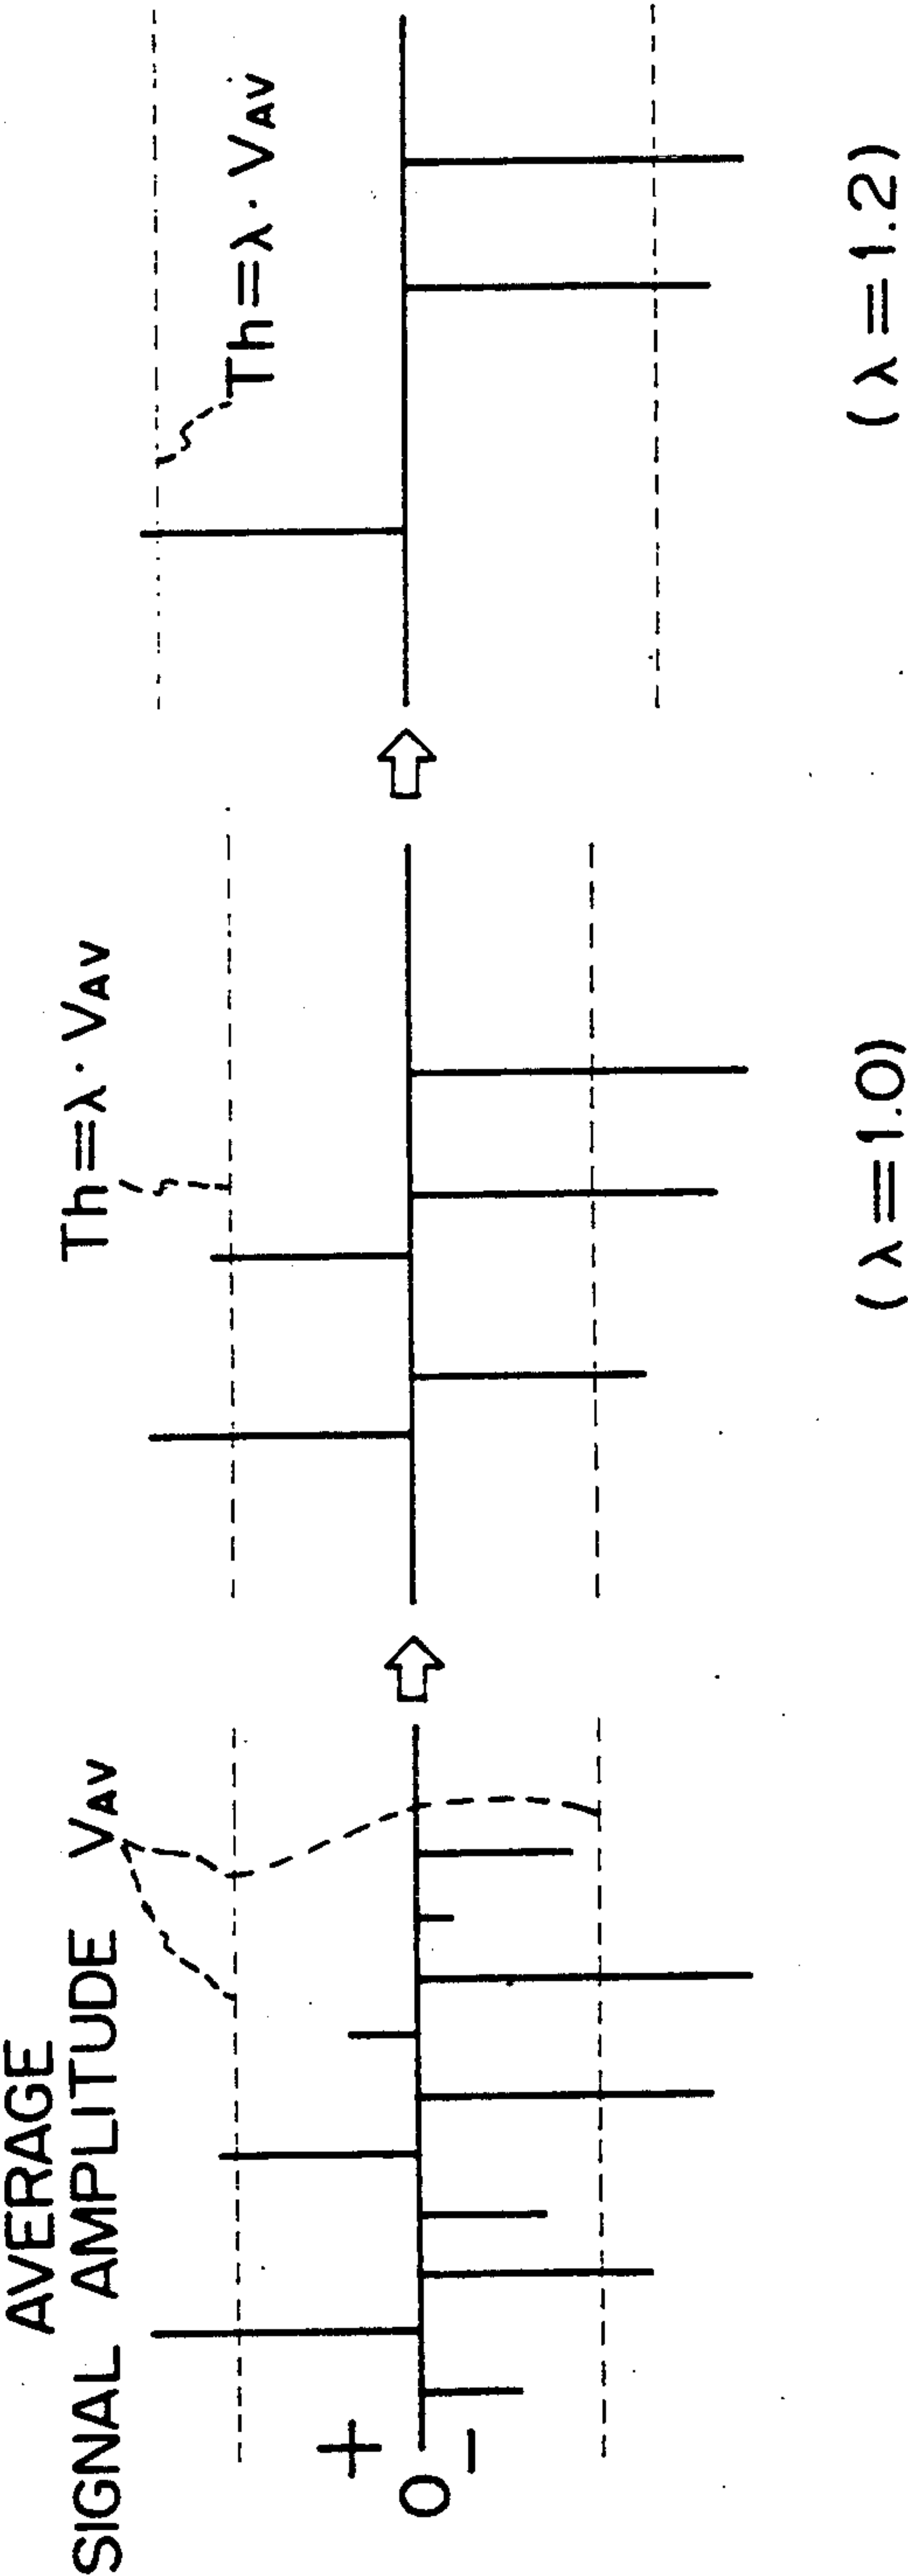 AVERAGE
SIGNAL AMPLITUDE VAV
+
0
−
Th=λ·VAV
(λ=1.0)
Th=λ·VAV
(λ=1.2)